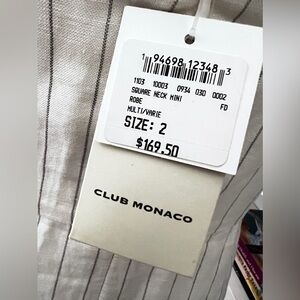 1 94698 12348 3
1103 10003 0934 030 0002
SQUARE NECK MINI FD
ROBE
MULTI/VARIE
SIZE: 2
$169.50
CLUB MONACO